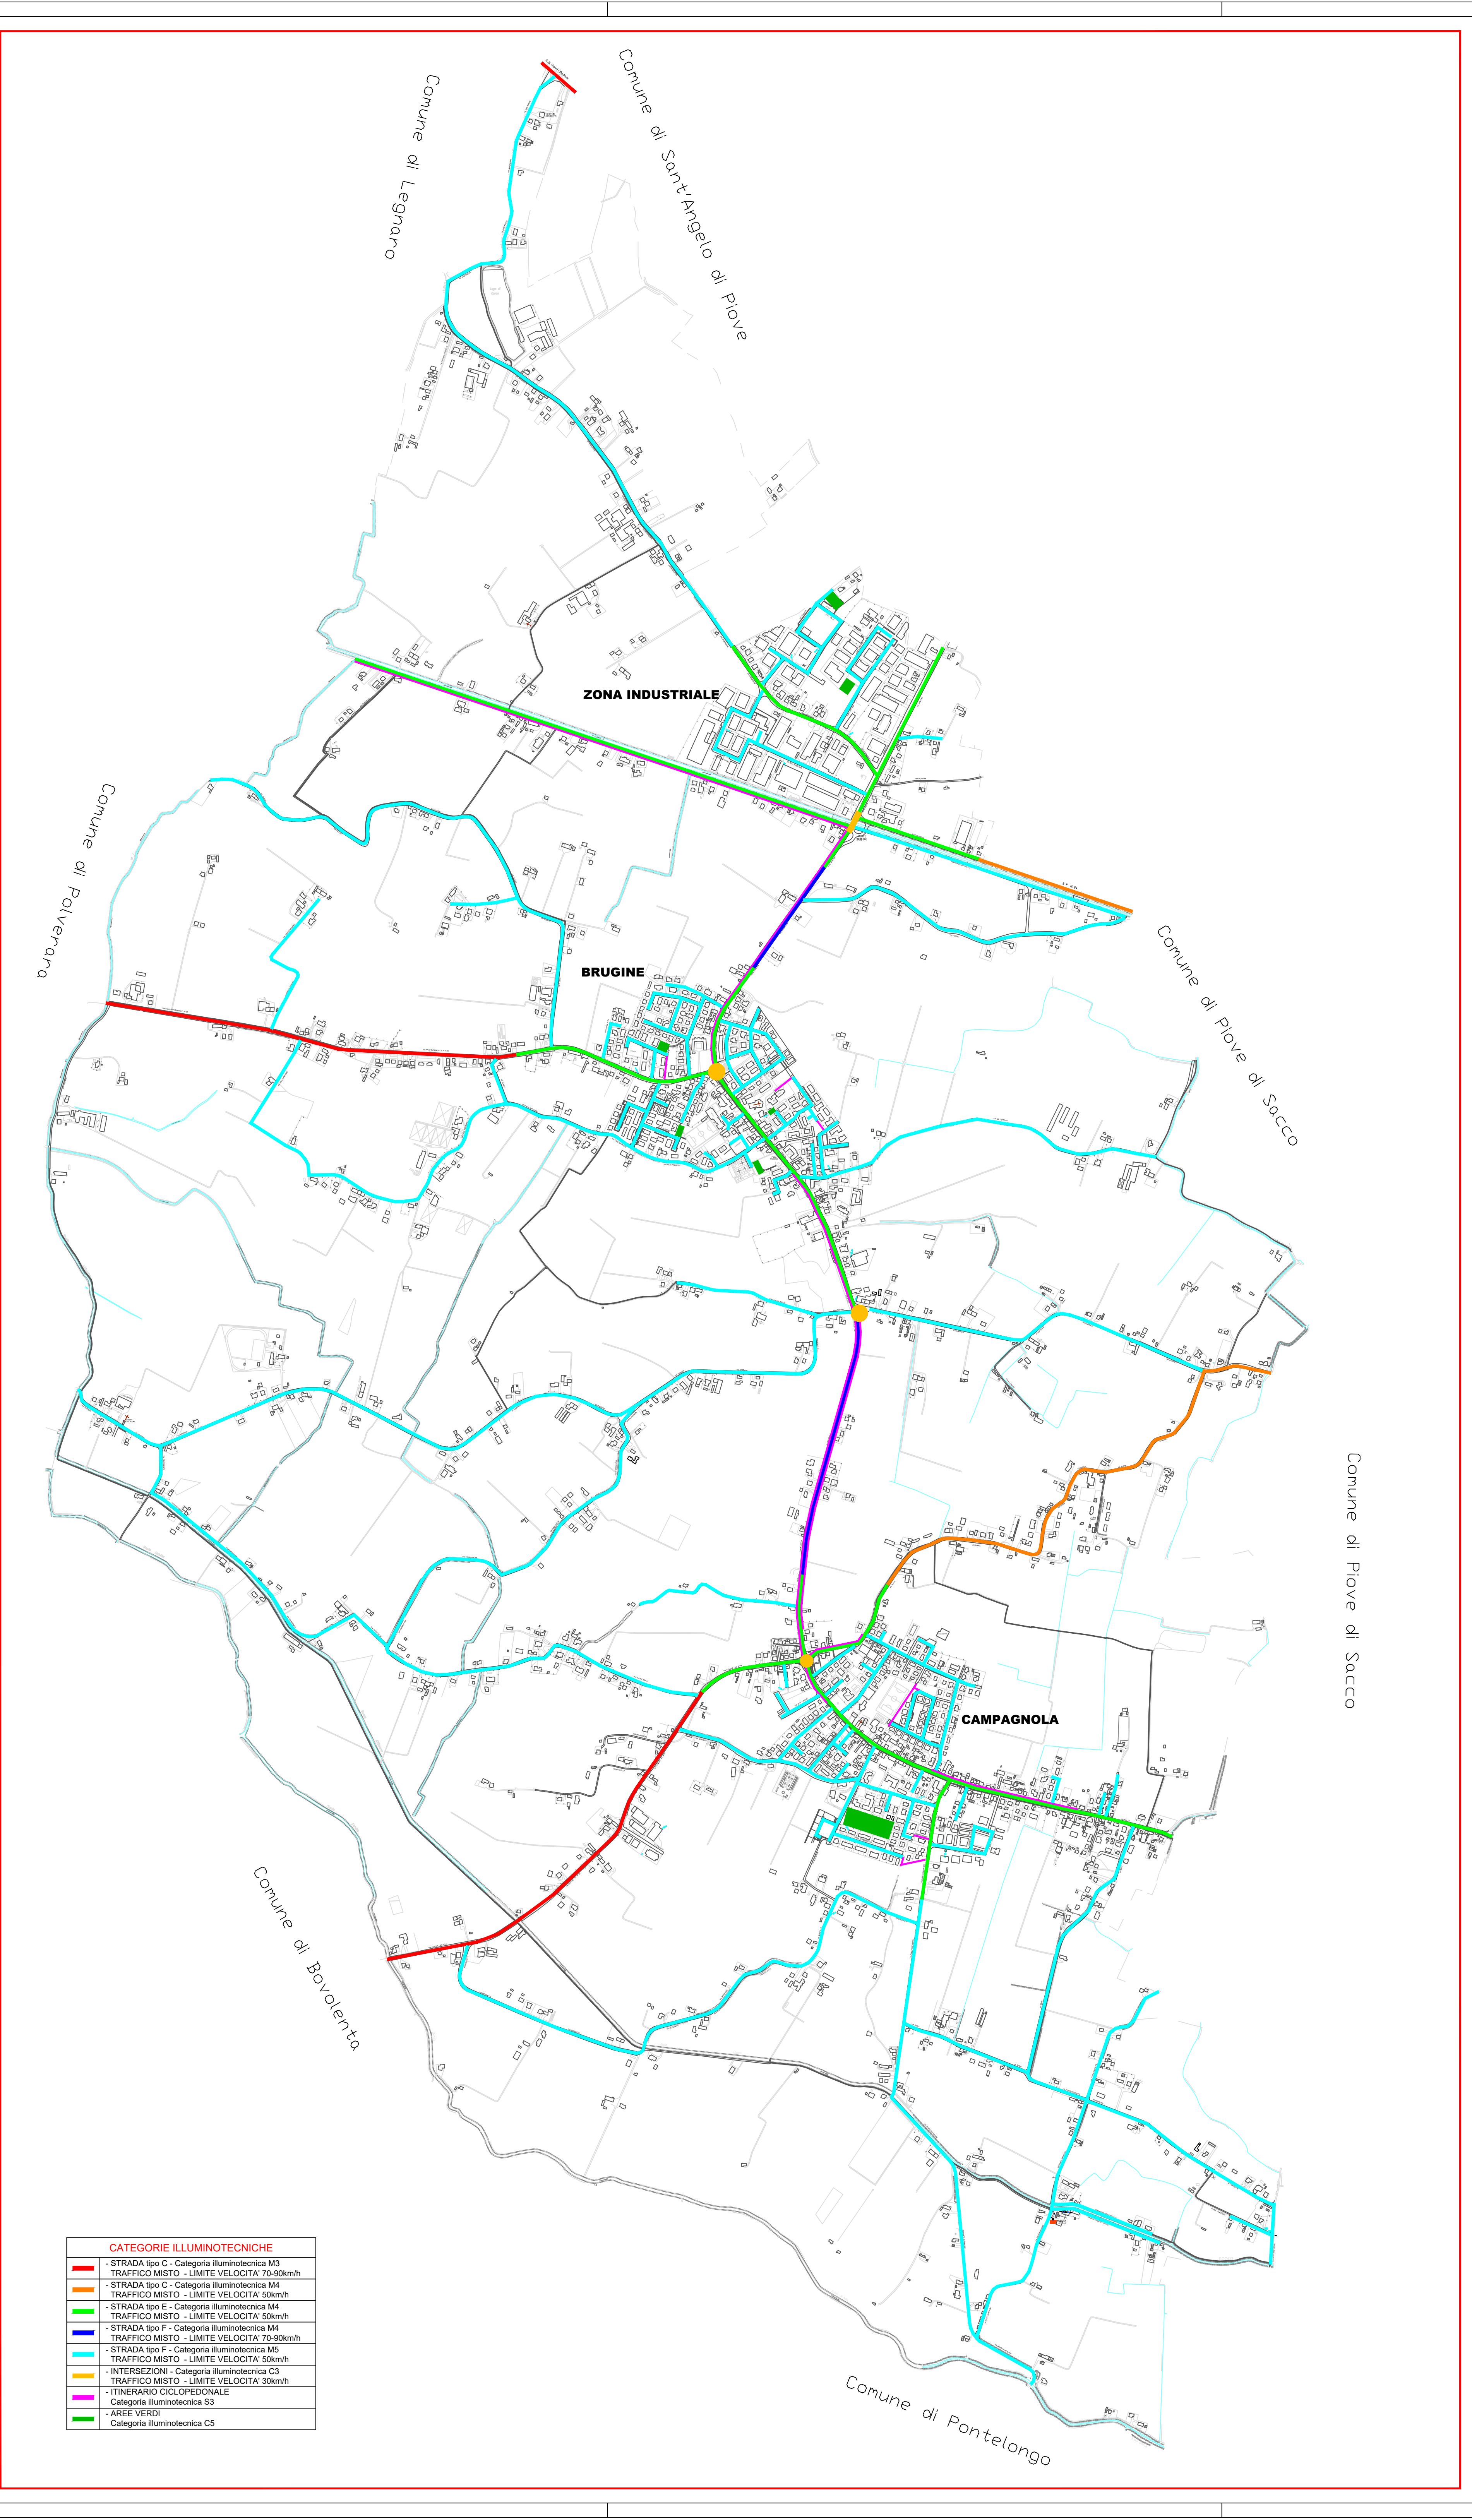 Comune di Legnaro
Comune di Sant'Angelo di Piove
ZONA INDUSTRIALE
Comune di Polverara
BRUGINE
Comune di Piove di Sacco
Comune di Piove di Sacco
CAMPAGNOLA
Comune di Bovolenta
Comune di Pontelongo
CATEGORIE ILLUMINOTECNICHE
- STRADA tipo C - Categoria illuminotecnica M3
TRAFFICO MISTO - LIMITE VELOCITA' 70-90km/h
- STRADA tipo C - Categoria illuminotecnica M4
TRAFFICO MISTO - LIMITE VELOCITA' 50km/h
- STRADA tipo E - Categoria illuminotecnica M4
TRAFFICO MISTO - LIMITE VELOCITA' 50km/h
- STRADA tipo F - Categoria illuminotecnica M4
TRAFFICO MISTO - LIMITE VELOCITA' 70-90km/h
- STRADA tipo F - Categoria illuminotecnica M5
TRAFFICO MISTO - LIMITE VELOCITA' 50km/h
- INTERSEZIONI - Categoria illuminotecnica C3
TRAFFICO MISTO - LIMITE VELOCITA' 30km/h
- ITINERARIO CICLOPEDONALE
Categoria illuminotecnica S3
- AREE VERDI
Categoria illuminotecnica C5